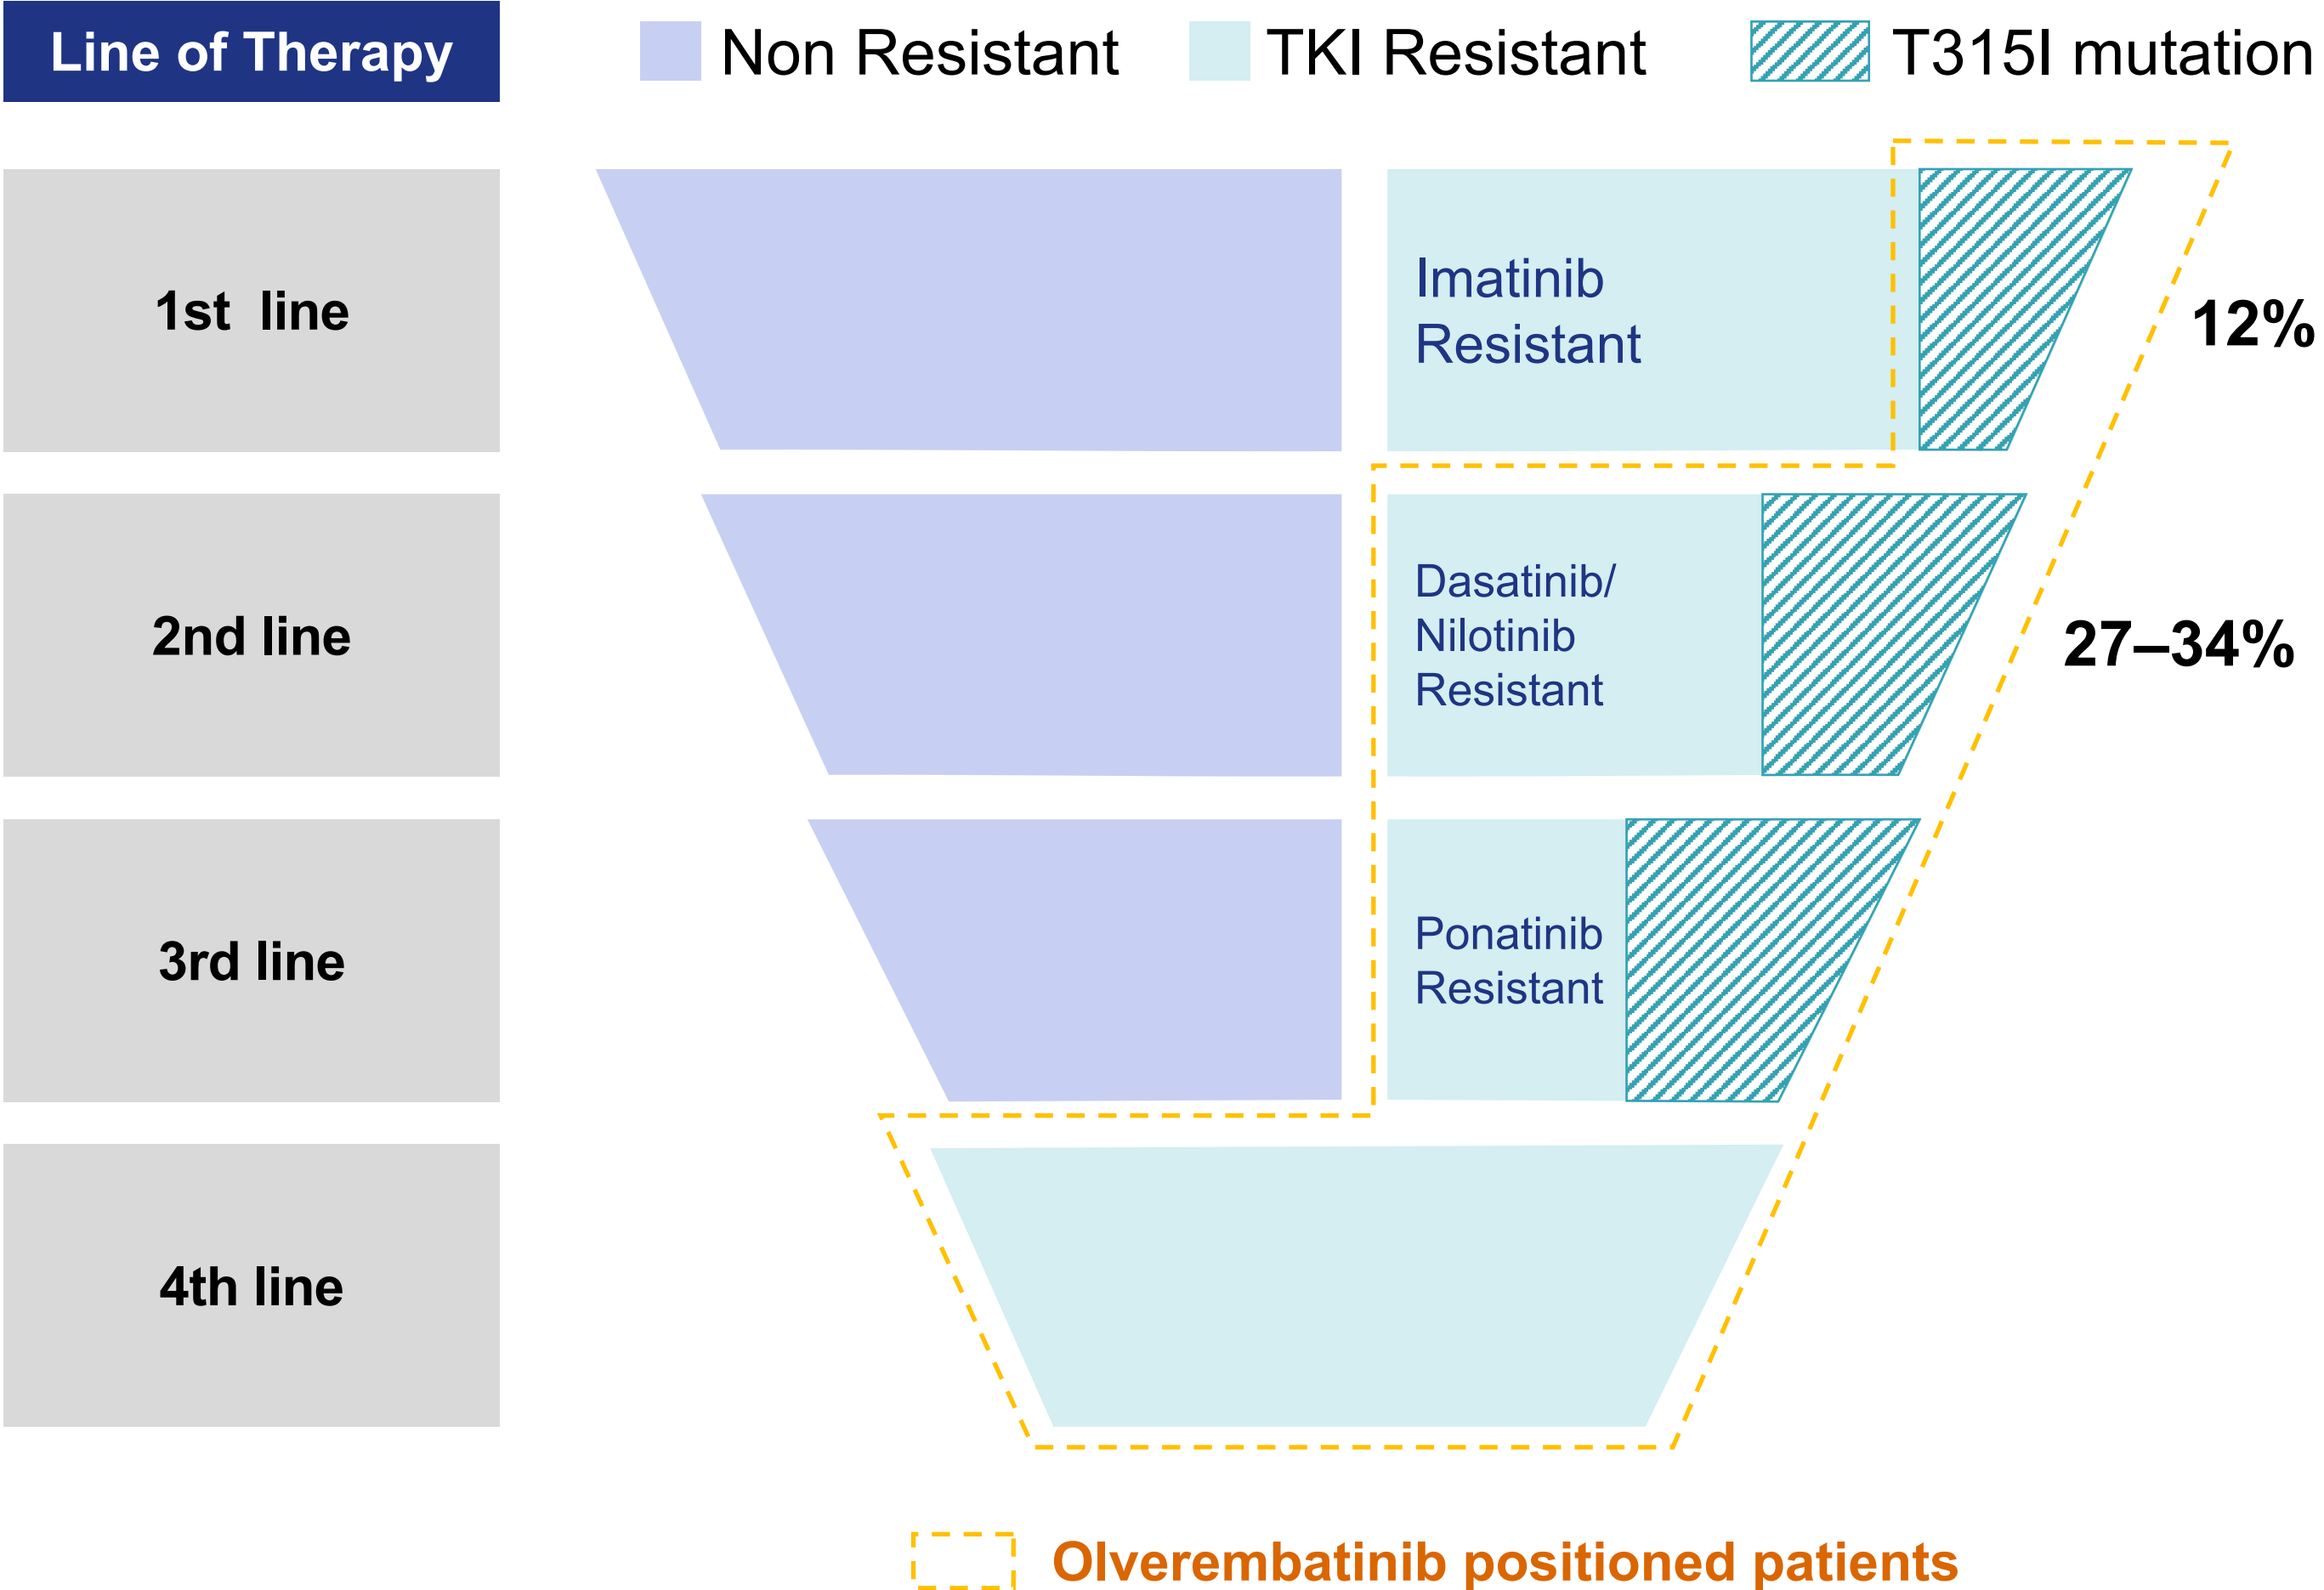 Line of Therapy
Non Resistant
TKI Resistant
T315I mutation
1st line
Imatinib
Resistant
12%
2nd line
Dasatinib/
Nilotinib
Resistant
27–34%
3rd line
Ponatinib
Resistant
4th line
Olverembatinib positioned patients